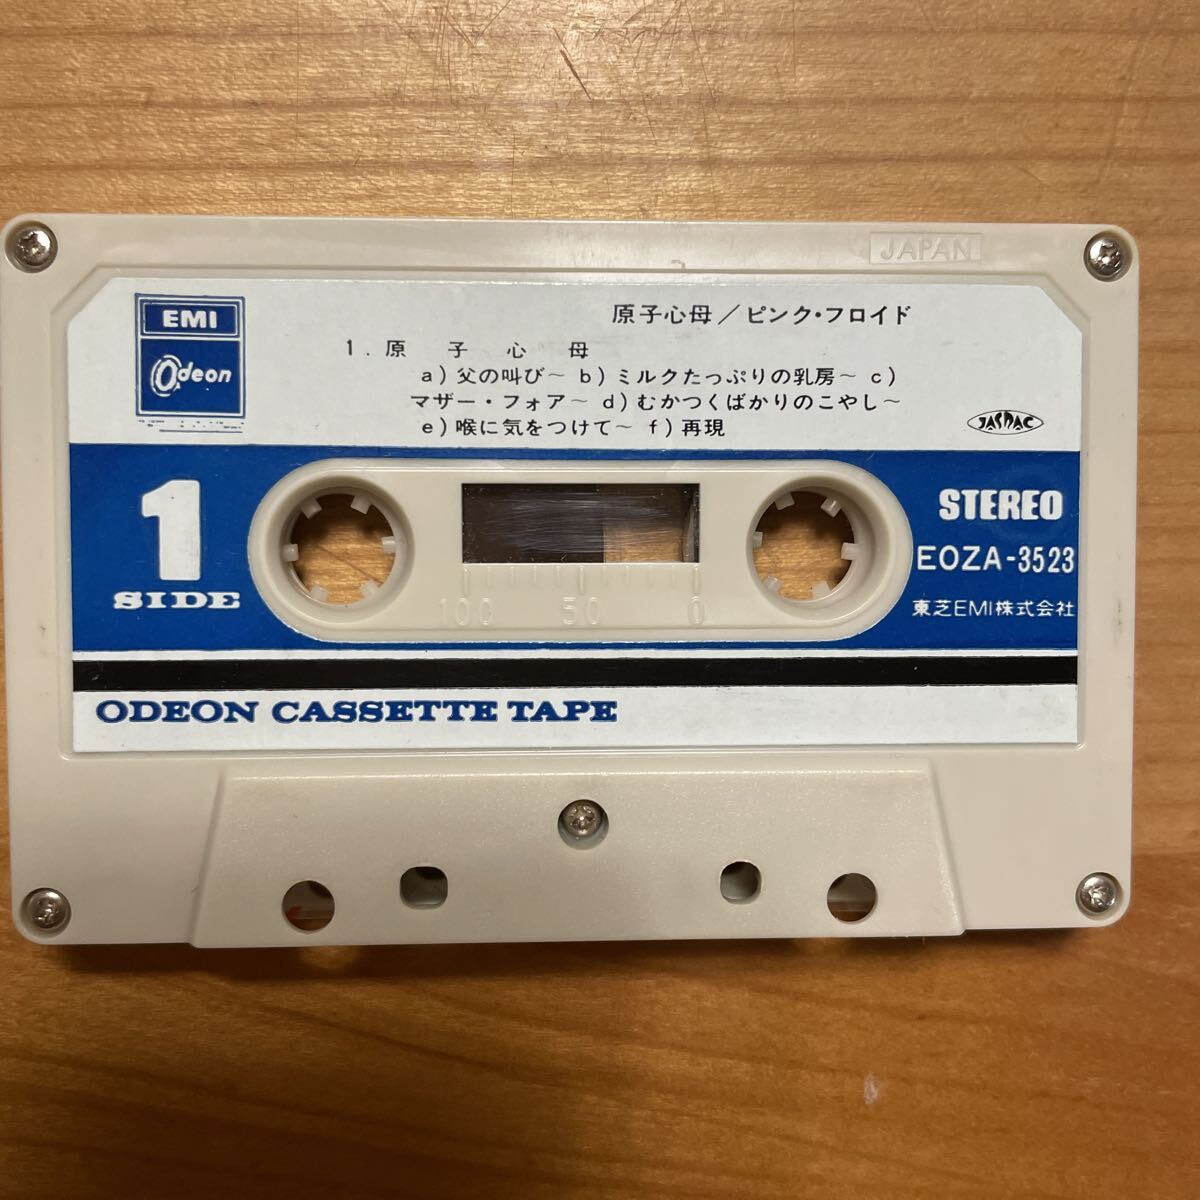 JAPAN
EMI
Odeon
原子心母／ピンク・フロイド
1. 原子心母
a) 父の叫び～ b) ミルクたっぷりの乳房～ c)
マザー・フォア～ d) むかつくばかりのこやし～
e) 喉に気をつけて～ f) 再現
JASRAC
1
SIDE
STEREO
EOZA-3523
東芝EMI株式会社
100 50 0
ODEON CASSETTE TAPE